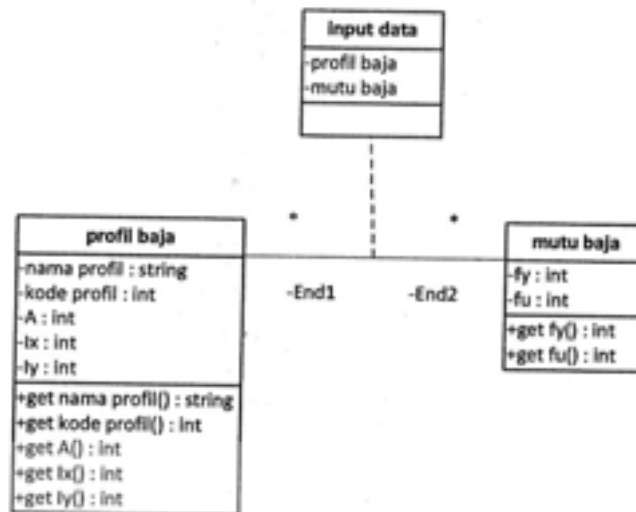 input data
-profil baja
-mutu baja
*
*
profil baja
-nama profil : string
-kode profil : int
-A : int
-Ix : int
-Iy : int
+get nama profil() : string
+get kode profil() : int
+get A() : int
+get Ix() : int
+get Iy() : int
-End1
-End2
mutu baja
-fy : int
-fu : int
+get fy() : int
+get fu() : int